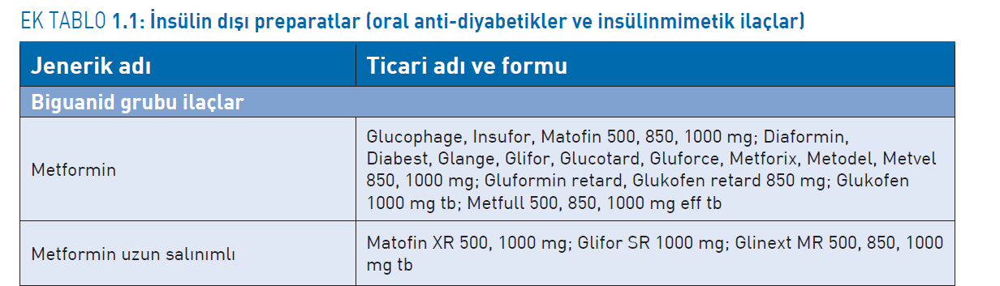 EK TABLO 1.1: İnsülin dışı preparatlar (oral anti-diyabetikler ve insülinmimetik ilaçlar)
Jenerik adı
Ticari adı ve formu
Biguanid grubu ilaçlar
Metformin
Glucophage, Insufor, Matofin 500, 850, 1000 mg; Diaformin,
Diabest, Glange, Glifor, Glucotard, Gluforce, Metforix, Metodel, Metvel
850, 1000 mg; Gluformin retard, Glukofen retard 850 mg; Glukofen
1000 mg tb; Metfull 500, 850, 1000 mg eff tb
Metformin uzun salınımlı
Matofin XR 500, 1000 mg; Glifor SR 1000 mg; Glinext MR 500, 850, 1000
mg tb